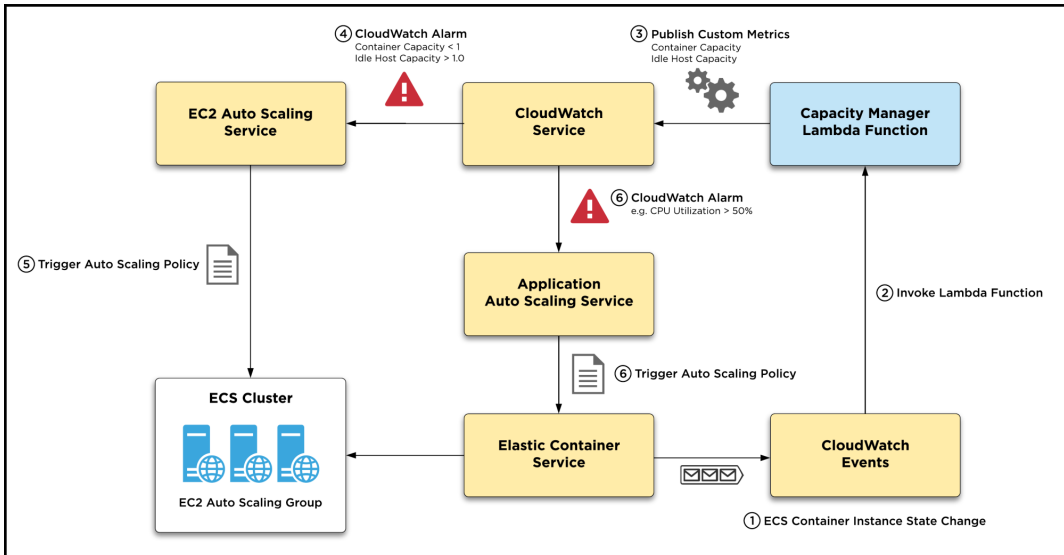 ④ CloudWatch Alarm
Container Capacity < 1
Idle Host Capacity > 1.0
③ Publish Custom Metrics
Container Capacity
Idle Host Capacity
EC2 Auto Scaling
Service
CloudWatch
Service
Capacity Manager
Lambda Function
⑥ CloudWatch Alarm
e.g. CPU Utilization > 50%
⑤ Trigger Auto Scaling Policy
Application
Auto Scaling Service
② Invoke Lambda Function
⑥ Trigger Auto Scaling Policy
ECS Cluster
EC2 Auto Scaling Group
Elastic Container
Service
CloudWatch
Events
① ECS Container Instance State Change